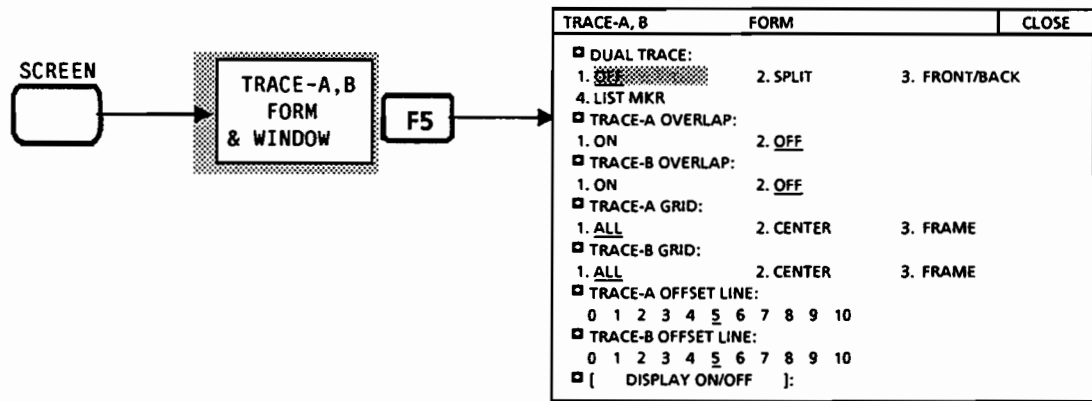 SCREEN
TRACE-A,B
FORM
& WINDOW
F5
TRACE-A, B FORM CLOSE
DUAL TRACE:
1. OFF 2. SPLIT 3. FRONT/BACK
4. LIST MKR
TRACE-A OVERLAP:
1. ON 2. OFF
TRACE-B OVERLAP:
1. ON 2. OFF
TRACE-A GRID:
1. ALL 2. CENTER 3. FRAME
TRACE-B GRID:
1. ALL 2. CENTER 3. FRAME
TRACE-A OFFSET LINE:
0 1 2 3 4 5 6 7 8 9 10
TRACE-B OFFSET LINE:
0 1 2 3 4 5 6 7 8 9 10
[ DISPLAY ON/OFF ]: